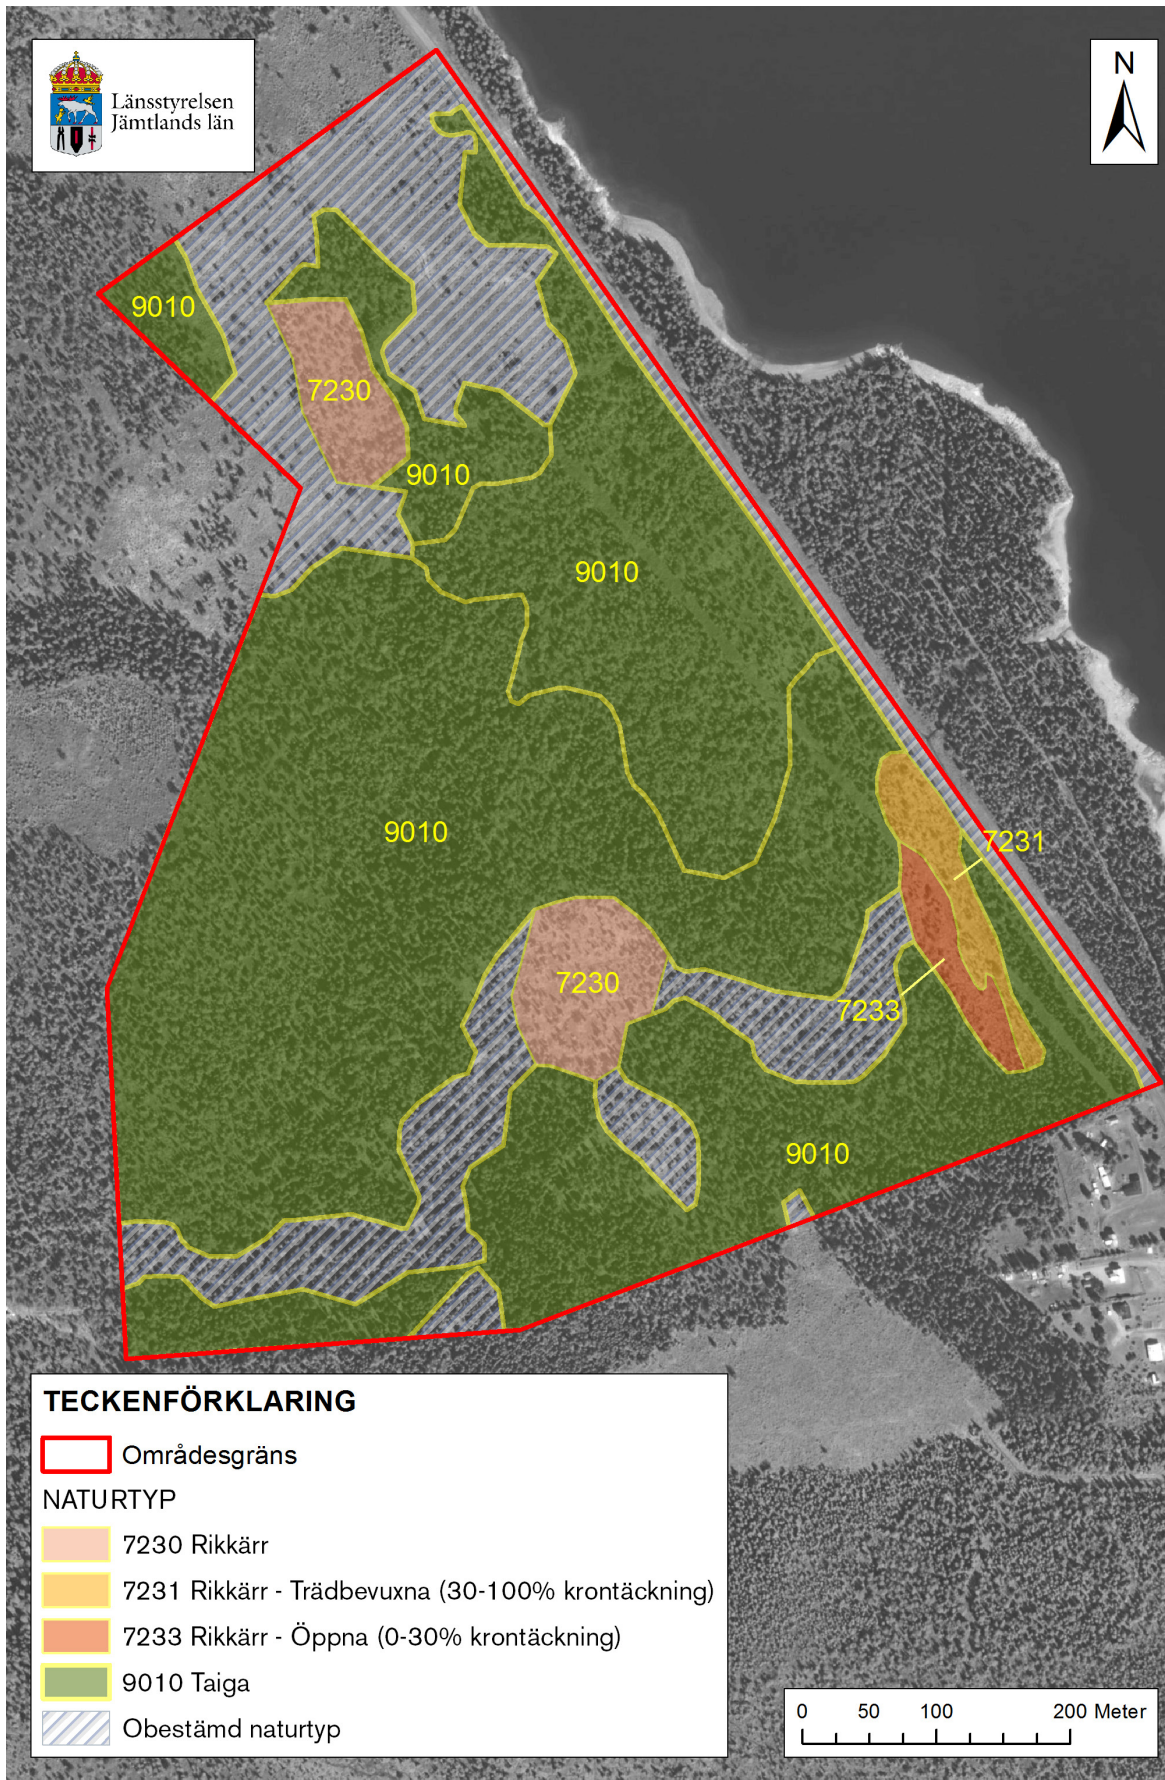 Länsstyrelsen
Jämtlands län
N
9010
7230
9010
9010
9010
7231
7230
7233
9010
TECKENFÖRKLARING
Områdesgräns
NATURTYP
7230 Rikkärr
7231 Rikkärr - Trädbevuxna (30-100% krontäckning)
7233 Rikkärr - Öppna (0-30% krontäckning)
9010 Taiga
Obestämd naturtyp
0 50 100 200 Meter